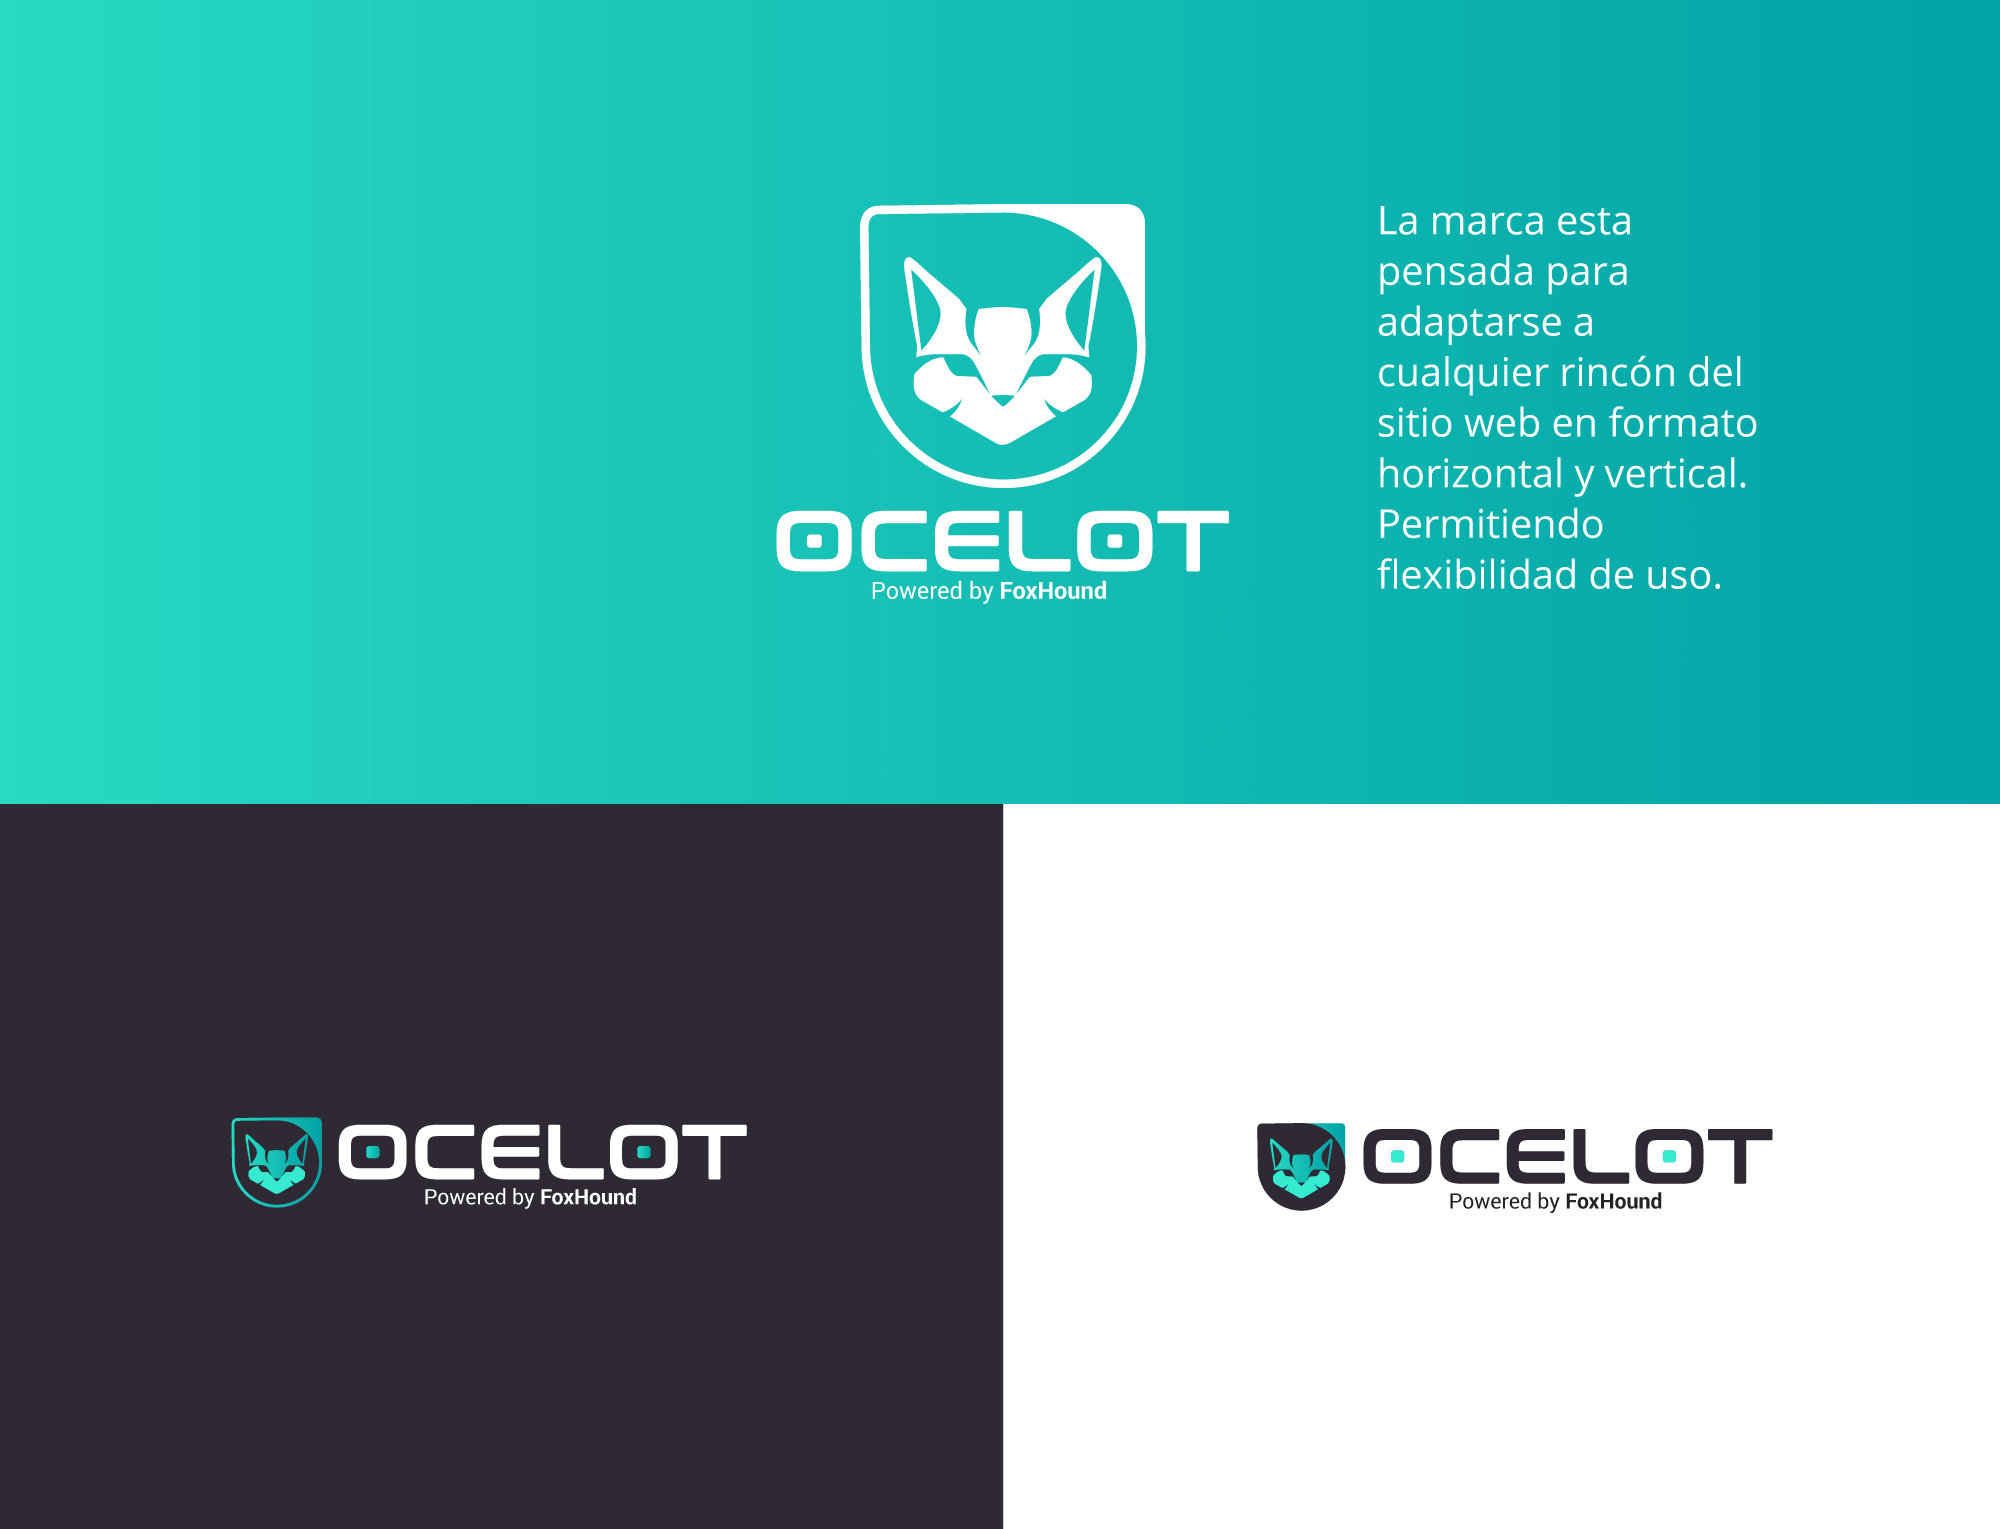 OCELOT
Powered by FoxHound
La marca esta
pensada para
adaptarse a
cualquier rincón del
sitio web en formato
horizontal y vertical.
Permitiendo
flexibilidad de uso.
OCELOT
Powered by FoxHound
OCELOT
Powered by FoxHound